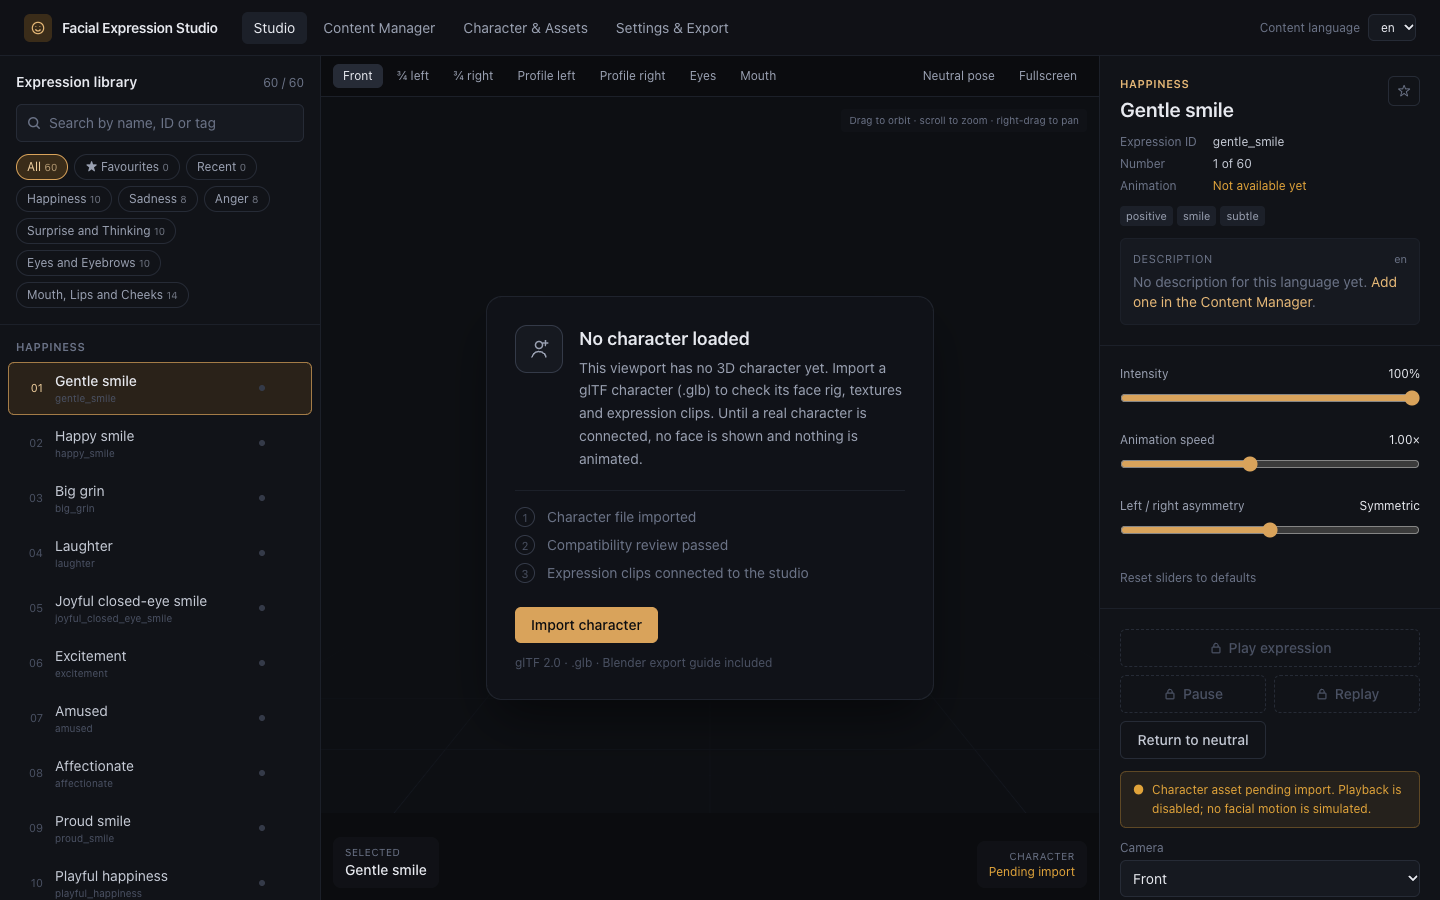 Facial Expression Studio
Studio
Content Manager
Character & Assets
Settings & Export
Content language
en
Expression library
60 / 60
Search by name, ID or tag
All 60
Favourites 0
Recent 0
Happiness 10
Sadness 8
Anger 8
Surprise and Thinking 10
Eyes and Eyebrows 10
Mouth, Lips and Cheeks 14
HAPPINESS
01
Gentle smile
gentle_smile
02
Happy smile
happy_smile
03
Big grin
big_grin
04
Laughter
laughter
05
Joyful closed-eye smile
joyful_closed_eye_smile
06
Excitement
excitement
07
Amused
amused
08
Affectionate
affectionate
09
Proud smile
proud_smile
10
Playful happiness
playful_happiness
Front
¾ left
¾ right
Profile left
Profile right
Eyes
Mouth
Neutral pose
Fullscreen
Drag to orbit · scroll to zoom · right-drag to pan
No character loaded
This viewport has no 3D character yet. Import a
glTF character (.glb) to check its face rig, textures
and expression clips. Until a real character is
connected, no face is shown and nothing is
animated.
1 Character file imported
2 Compatibility review passed
3 Expression clips connected to the studio
Import character
glTF 2.0 · .glb · Blender export guide included
SELECTED
Gentle smile
CHARACTER
Pending import
HAPPINESS
Gentle smile
Expression ID gentle_smile
Number 1 of 60
Animation Not available yet
positive
smile
subtle
DESCRIPTION
en
No description for this language yet. Add
one in the Content Manager.
Intensity
100%
Animation speed
1.00×
Left / right asymmetry
Symmetric
Reset sliders to defaults
Play expression
Pause
Replay
Return to neutral
Character asset pending import. Playback is
disabled; no facial motion is simulated.
Camera
Front